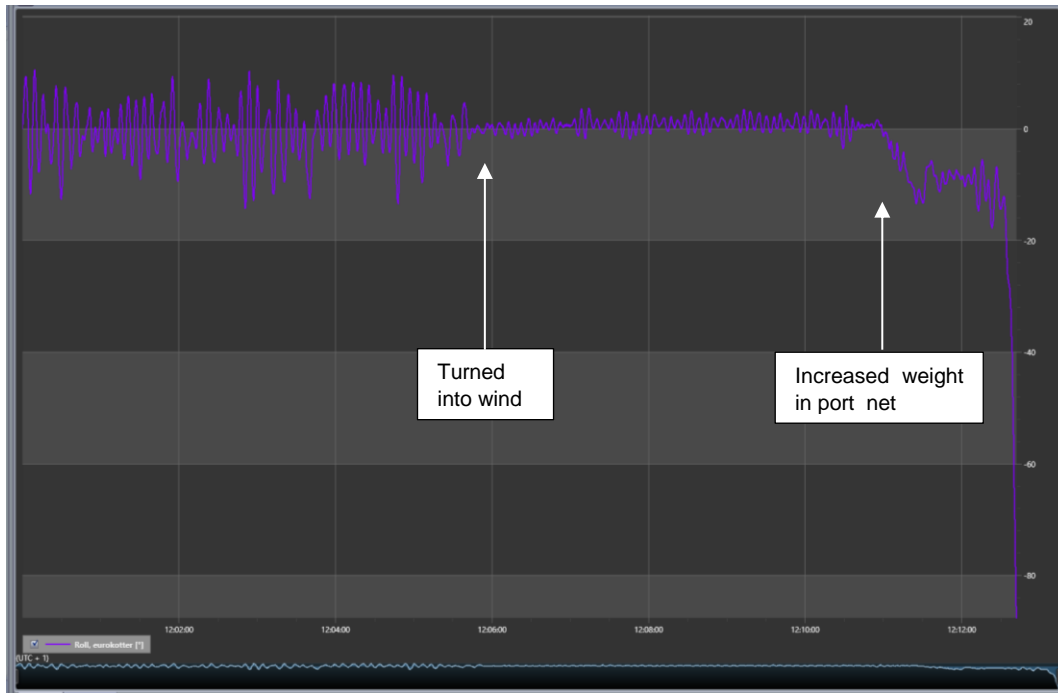 20
0
-20
Turned
into wind
Increased weight
in port net
-40
-60
-80
12:02:00 12:04:00 12:06:00 12:08:00 12:10:00 12:12:00
Roll, eurokotter [°]
(UTC + 1)